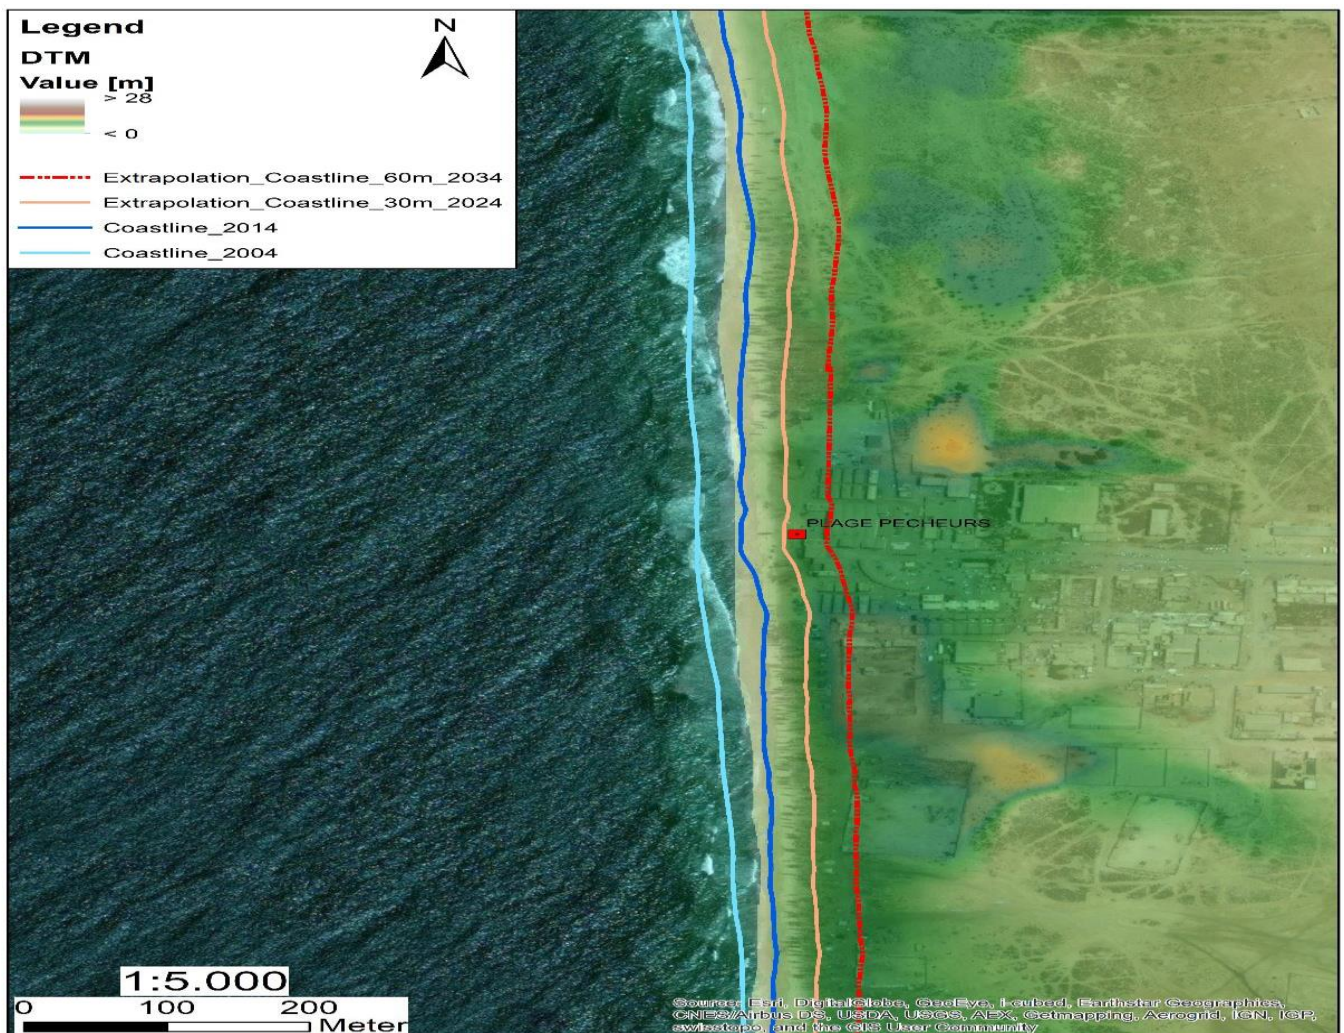 Legend
N
DTM
Value [m]
> 28
< 0
Extrapolation_Coastline_60m_2034
Extrapolation_Coastline_30m_2024
Coastline_2014
Coastline_2004
PLAGE PECHEURS
1:5.000
0 100 200
Meter
Source: Esri, DigitalGlobe, GeoEye, i-cubed, Earthstar Geographics,
CNES/Airbus DS, USDA, USGS, AEX, Getmapping, Aerogrid, IGN, IGP,
swisstopo, and the GIS User Community